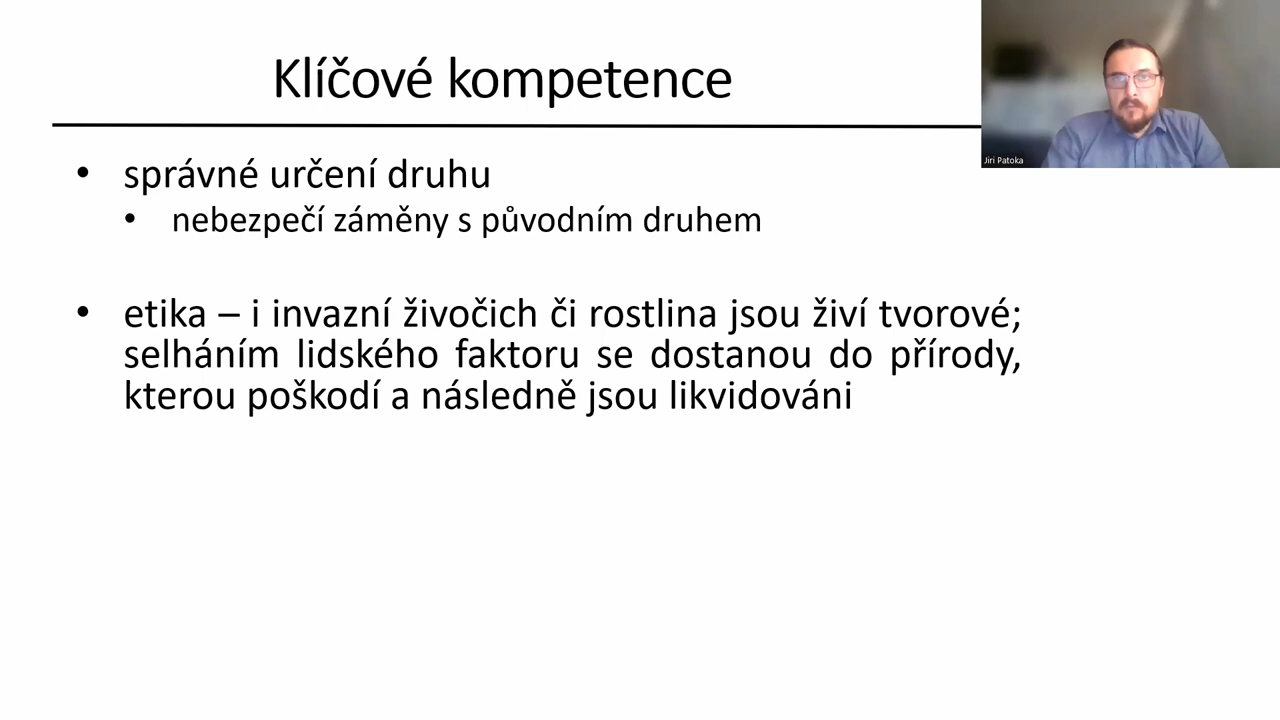 Klíčové kompetence
Jiri Patoka
• správné určení druhu
• nebezpečí záměny s původním druhem
• etika – i invazní živočich či rostlina jsou živí tvorové;
selháním lidského faktoru se dostanou do přírody,
kterou poškodí a následně jsou likvidováni